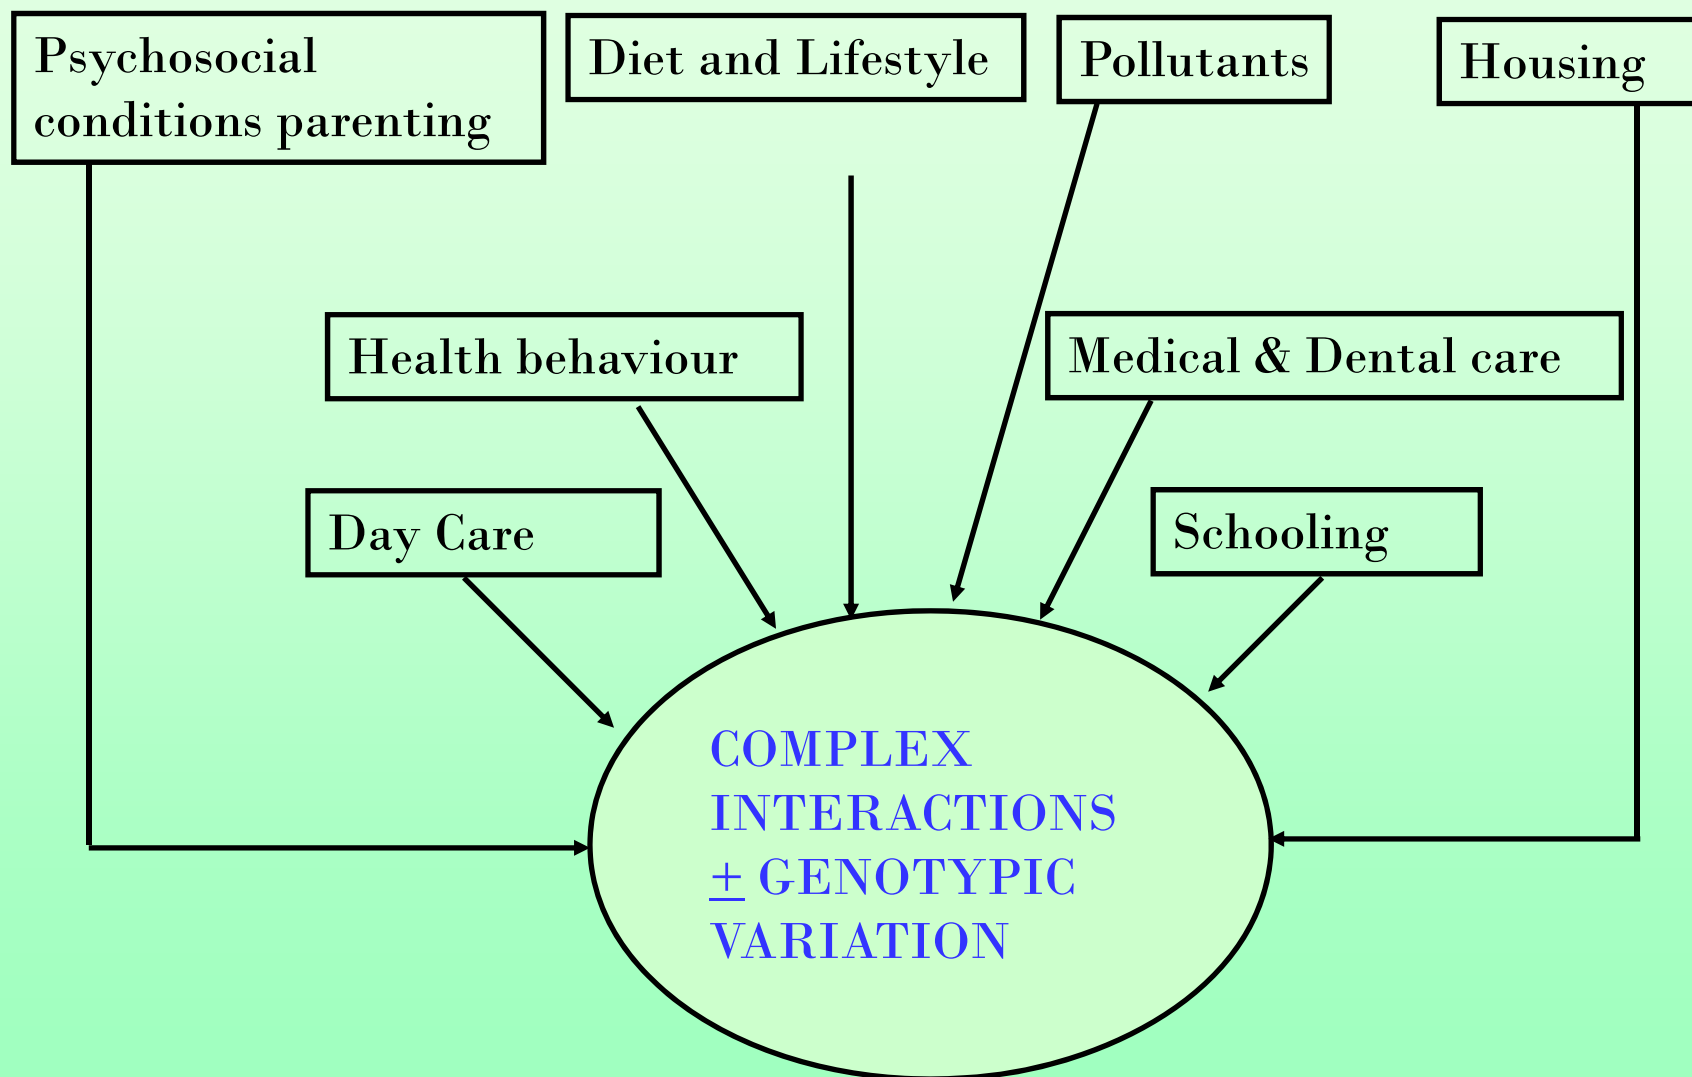 Psychosocial
conditions parenting
Diet and Lifestyle
Pollutants
Housing
Health behaviour
Medical & Dental care
Day Care
Schooling
COMPLEX
INTERACTIONS
+ GENOTYPIC
VARIATION